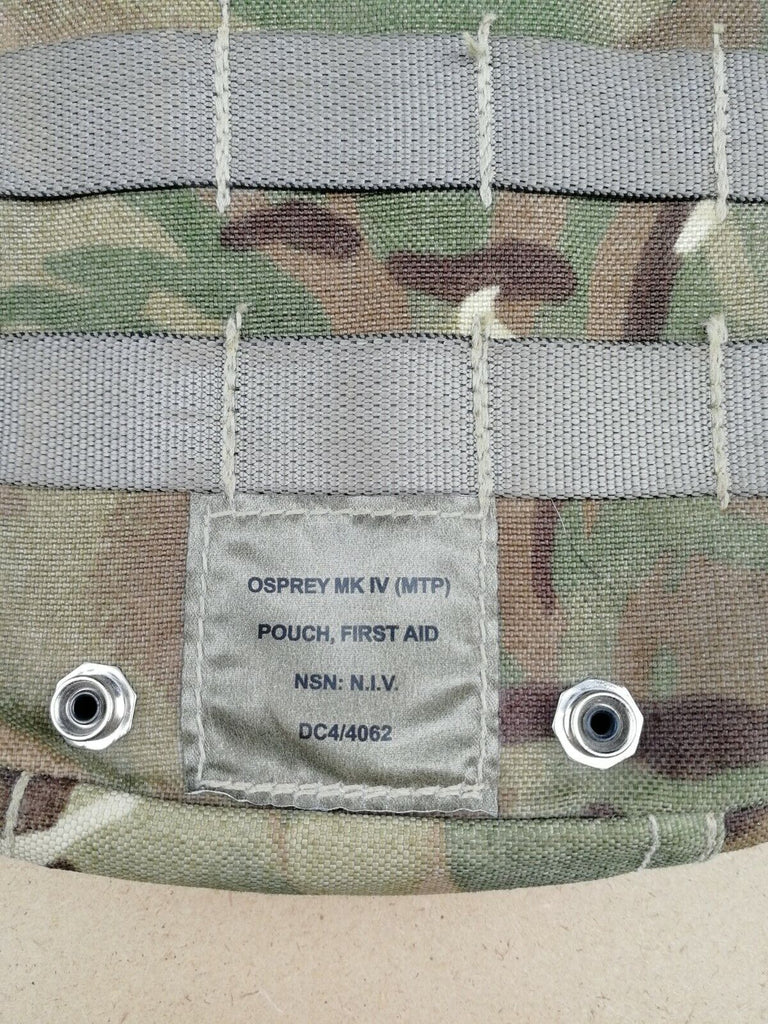 OSPREY MK IV (MTP)
POUCH, FIRST AID
NSN: N.I.V.
DC4/4062